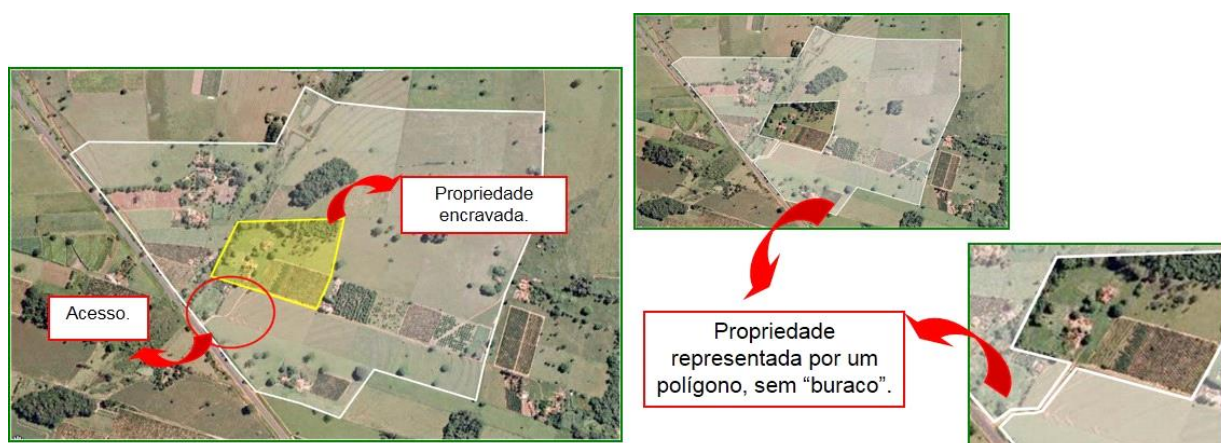 Propriedade
encravada.
Acesso.
Propriedade
representada por um
polígono, sem “buraco”.